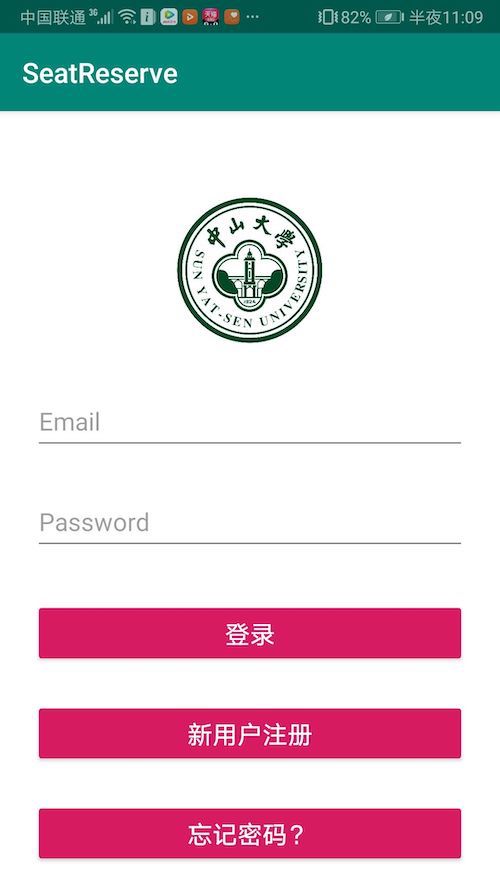 中国联通 3G 82% 半夜11:09
SeatReserve
中山大學
SUN YAT-SEN UNIVERSITY
1924
Email
Password
登录
新用户注册
忘记密码？